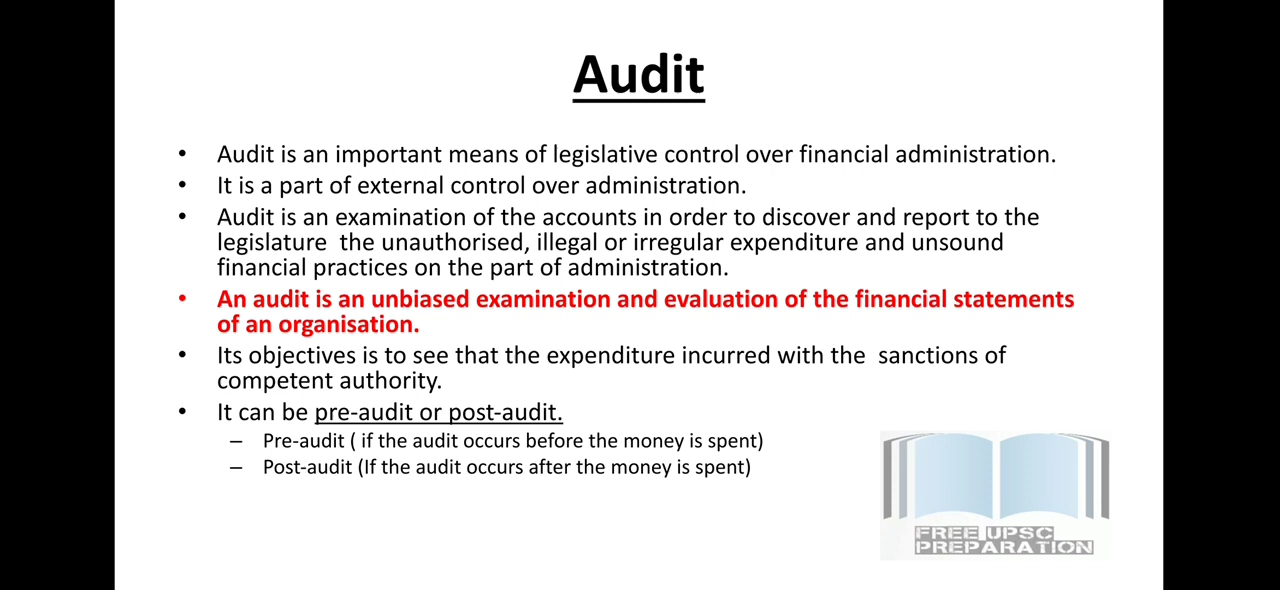 Audit
• Audit is an important means of legislative control over financial administration.
• It is a part of external control over administration.
• Audit is an examination of the accounts in order to discover and report to the
legislature  the unauthorised, illegal or irregular expenditure and unsound
financial practices on the part of administration.
• An audit is an unbiased examination and evaluation of the financial statements
of an organisation.
• Its objectives is to see that the expenditure incurred with the  sanctions of
competent authority.
• It can be pre-audit or post-audit.
– Pre-audit ( if the audit occurs before the money is spent)
– Post-audit (If the audit occurs after the money is spent)
FREE UPSC
PREPARATION